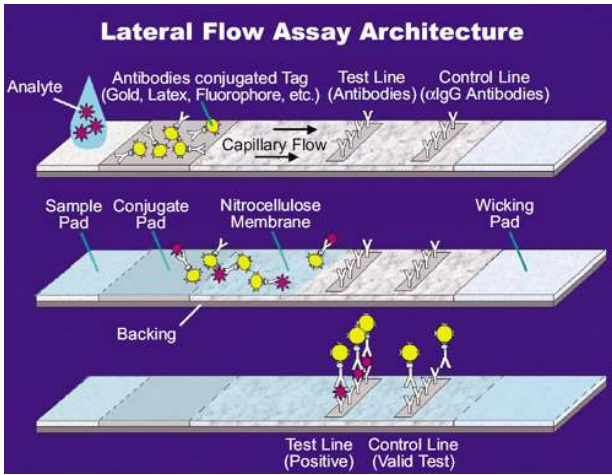 Lateral Flow Assay Architecture
Analyte
Antibodies conjugated Tag
(Gold, Latex, Fluorophore, etc.)
Test Line
(Antibodies)
Control Line
(αIgG Antibodies)
Capillary Flow
Sample
Pad
Conjugate
Pad
Nitrocellulose
Membrane
Wicking
Pad
Backing
Test Line
(Positive)
Control Line
(Valid Test)